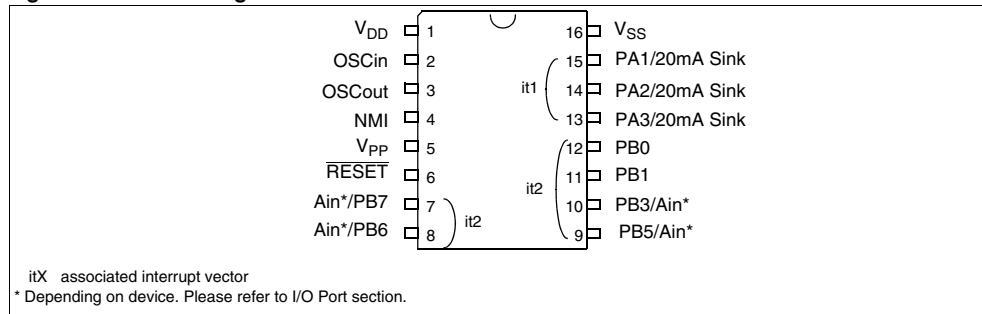 VDD 1 16 VSS
OSCin 2 15 PA1/20mA Sink
OSCout 3 it1 14 PA2/20mA Sink
NMI 4 13 PA3/20mA Sink
VPP 5 12 PB0
RESET 6 11 PB1
it2
Ain*/PB7 7 10 PB3/Ain*
it2
Ain*/PB6 8 9 PB5/Ain*
itX associated interrupt vector
* Depending on device. Please refer to I/O Port section.